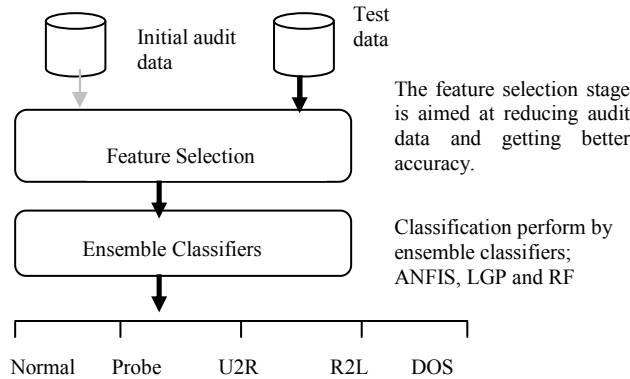 Initial audit
data
Test
data
The feature selection stage
is aimed at reducing audit
data and getting better
accuracy.
Feature Selection
Classification perform by
ensemble classifiers;
ANFIS, LGP and RF
Ensemble Classifiers
Normal Probe U2R R2L DOS